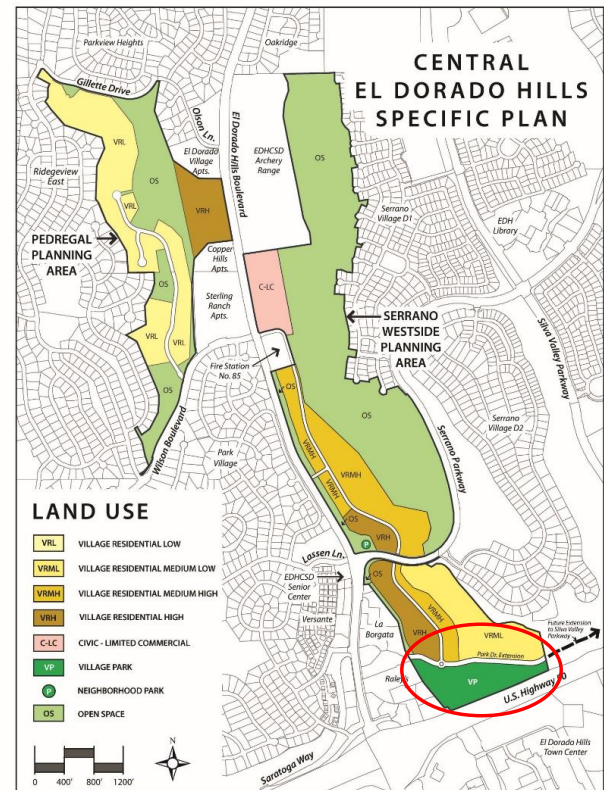 CENTRAL
EL DORADO HILLS
SPECIFIC PLAN
Parkview Heights
Oakridge
Gillette Drive
Olson Ln.
El Dorado Hills Boulevard
El Dorado
Village
Apts.
EDHCSD
Archery
Range
OS
VRL
OS
Ridgeview
East
VRH
VRL
Serrano
Village D1
EDH
Library
PEDREGAL
PLANNING
AREA
Copper
Hills
Apts.
C-LC
OS
Sterling
Ranch
Apts.
SERRANO
WESTSIDE
PLANNING
AREA
Silva Valley Parkway
VRL
VRL
Fire Station
No. 85
OS
OS
OS
Wilson Boulevard
Park
Village
VRMH
VRMH
VRMH
Serrano Parkway
Serrano
Village D2
OS
VRH
P
Lassen Ln.
EDHCSD
Senior
Center
Versante
OS
La
Borgata
VRH
VRMH
VRML
Future Extension
to Silva Valley
Parkway
Park Dr. Extension
Raley's
VP
U.S. Highway 50
Saratoga Way
El Dorado Hills
Town Center
LAND USE
VRL VILLAGE RESIDENTIAL LOW
VRML VILLAGE RESIDENTIAL MEDIUM LOW
VRMH VILLAGE RESIDENTIAL MEDIUM HIGH
VRH VILLAGE RESIDENTIAL HIGH
C-LC CIVIC - LIMITED COMMERCIAL
VP VILLAGE PARK
P NEIGHBORHOOD PARK
OS OPEN SPACE
N
0 400' 800' 1200'